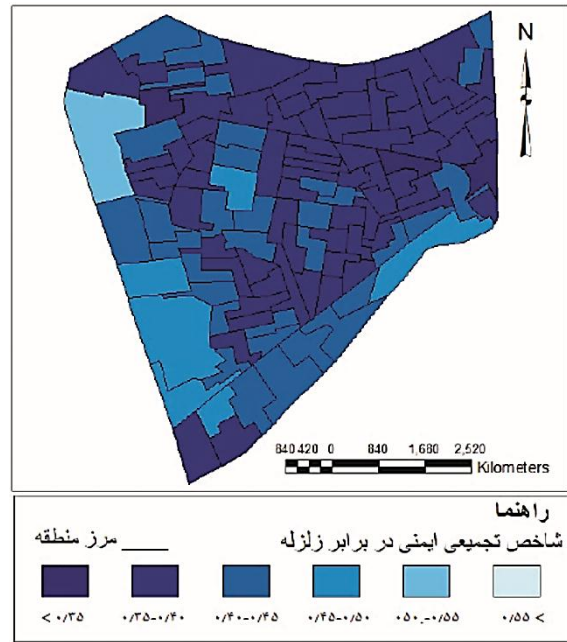 N
840 420 0 840 1,680 2,520
Kilometers
راهنما
شاخص تجمیعی ایمنی در برابر زلزله ____ مرز منطقه
< ۰/۳۵ ۰/۳۵-۰/۴۰ ۰/۴۰-۰/۴۵ ۰/۴۵-۰/۵۰ ۰۵۰.-۰/۵۵ ۰/۵۵ >